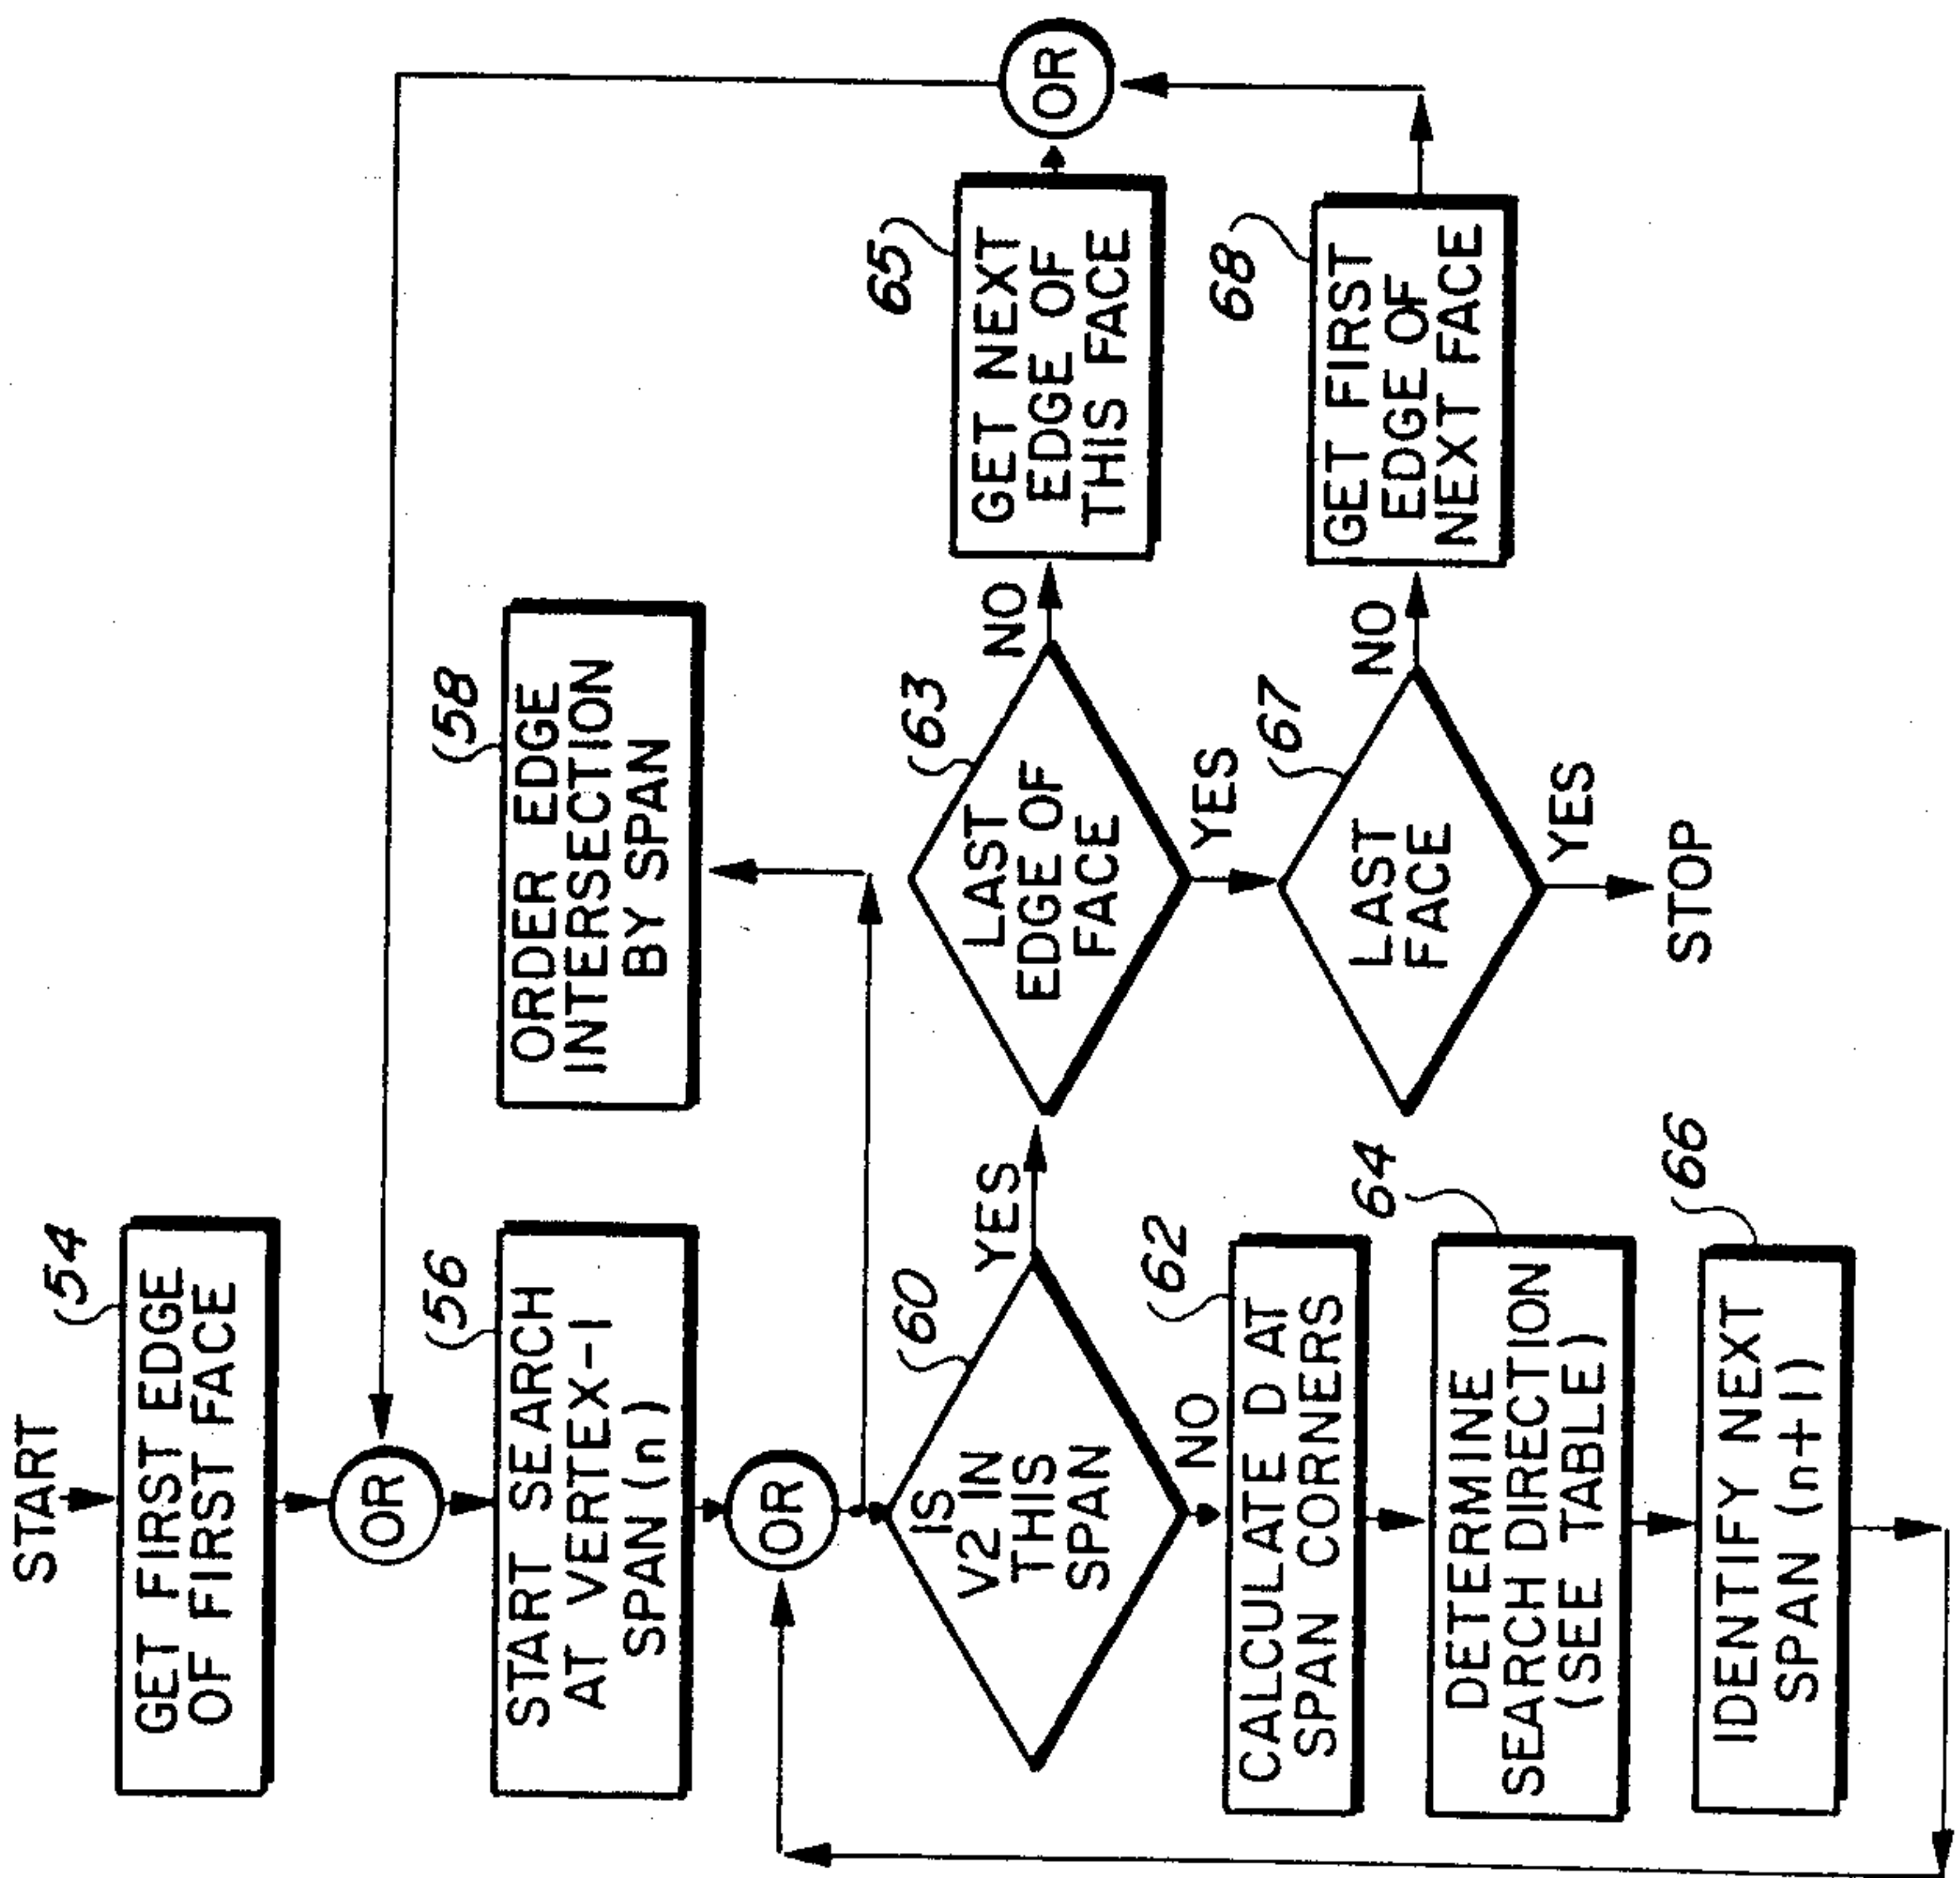 START
54
GET FIRST EDGE
OF FIRST FACE
OR
56
START SEARCH
AT VERTEX-1
SPAN (n)
OR
58
ORDER EDGE
INTERSECTION
BY SPAN
60
IS
V2 IN
THIS
SPAN
YES
NO
62
CALCULATE D AT
SPAN CORNERS
64
DETERMINE
SEARCH DIRECTION
(SEE TABLE)
66
IDENTIFY NEXT
SPAN (n+1)
63
LAST
EDGE OF
FACE
NO
YES
65
GET NEXT
EDGE OF
THIS FACE
OR
67
LAST
FACE
NO
YES
STOP
68
GET FIRST
EDGE OF
NEXT FACE